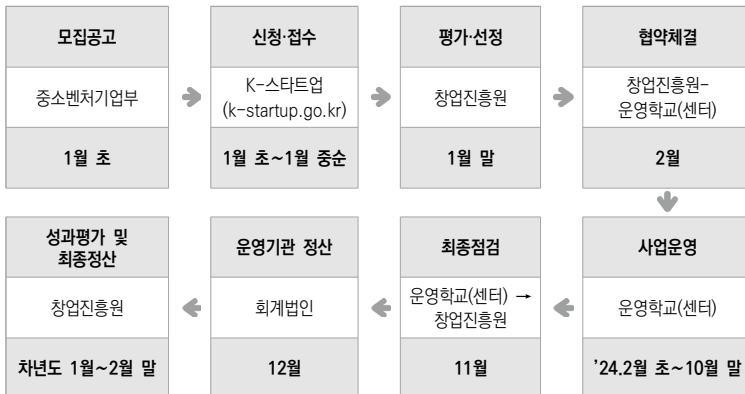 모집공고
중소벤처기업부
1월 초
신청·접수
K-스타트업
(k-startup.go.kr)
1월 초~1월 중순
평가·선정
창업진흥원
1월 말
협약체결
창업진흥원-
운영학교(센터)
2월
사업운영
운영학교(센터)
’24.2월 초~10월 말
최종점검
운영학교(센터) →
창업진흥원
11월
운영기관 정산
회계법인
12월
성과평가 및
최종정산
창업진흥원
차년도 1월~2월 말